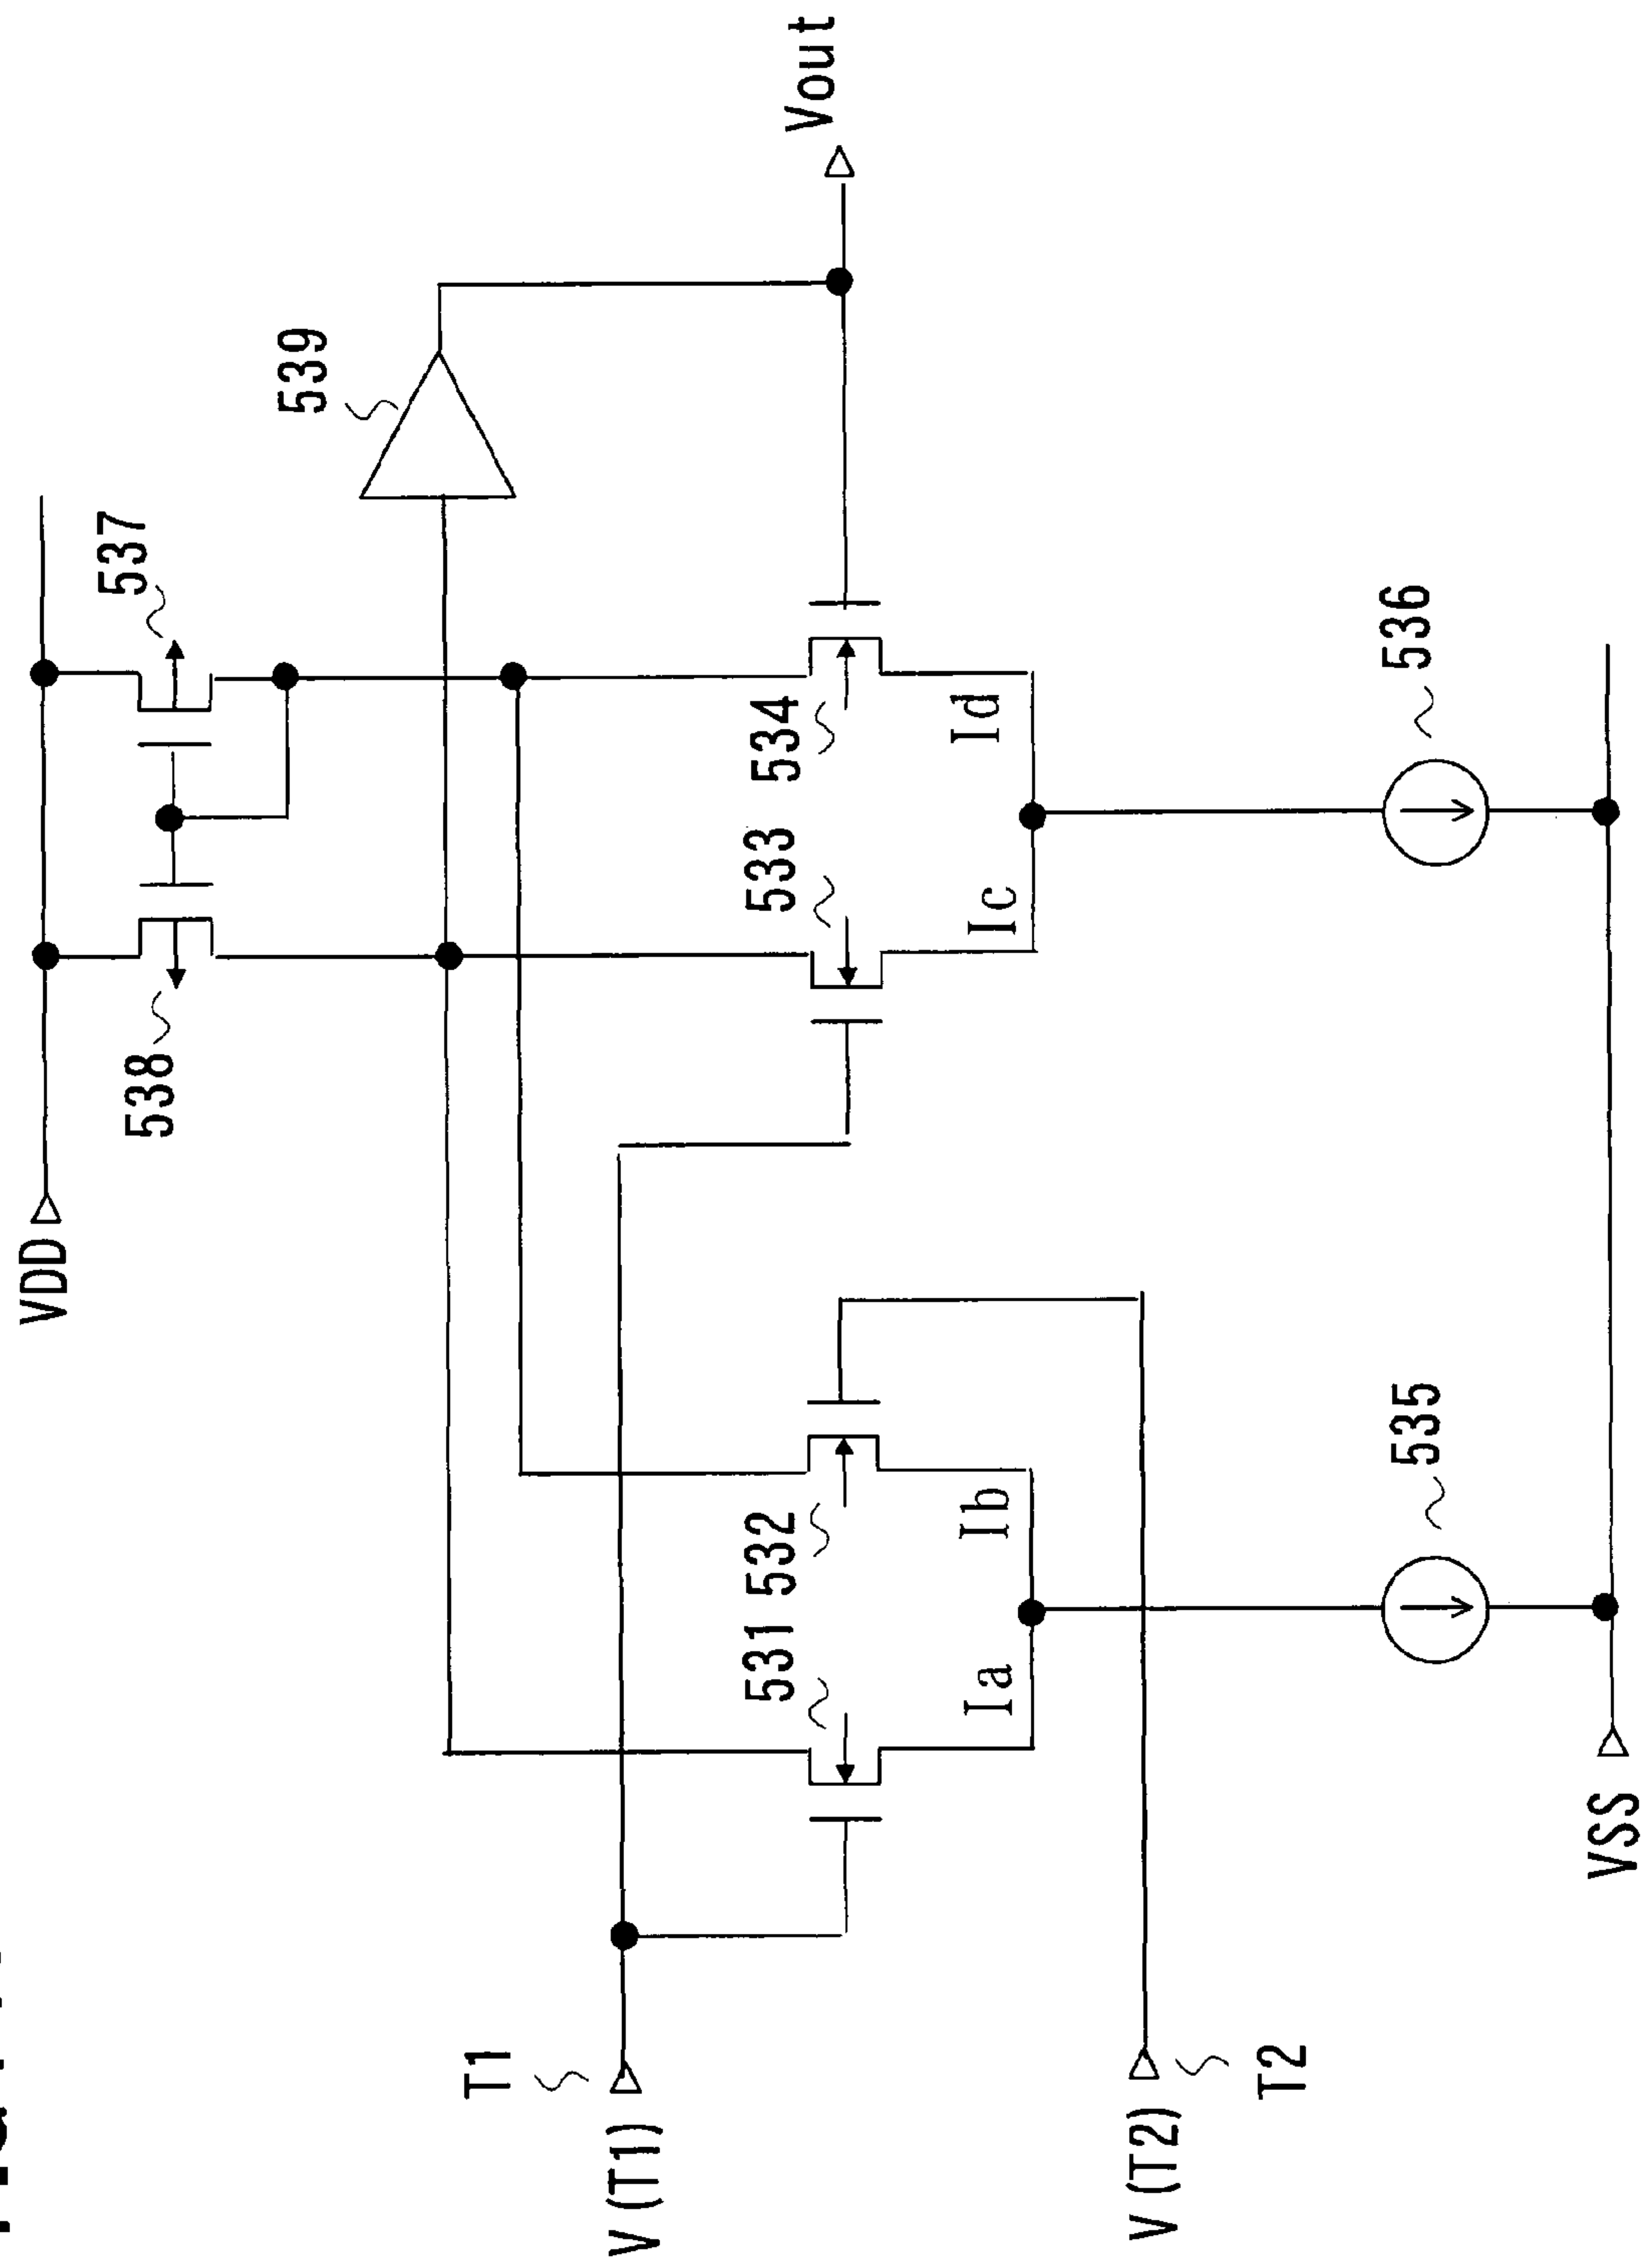 VDD
538
537
539
Vout
T1
V (T1)
531
532
533
534
Ia
Ib
Ic
Id
V (T2)
T2
535
536
VSS